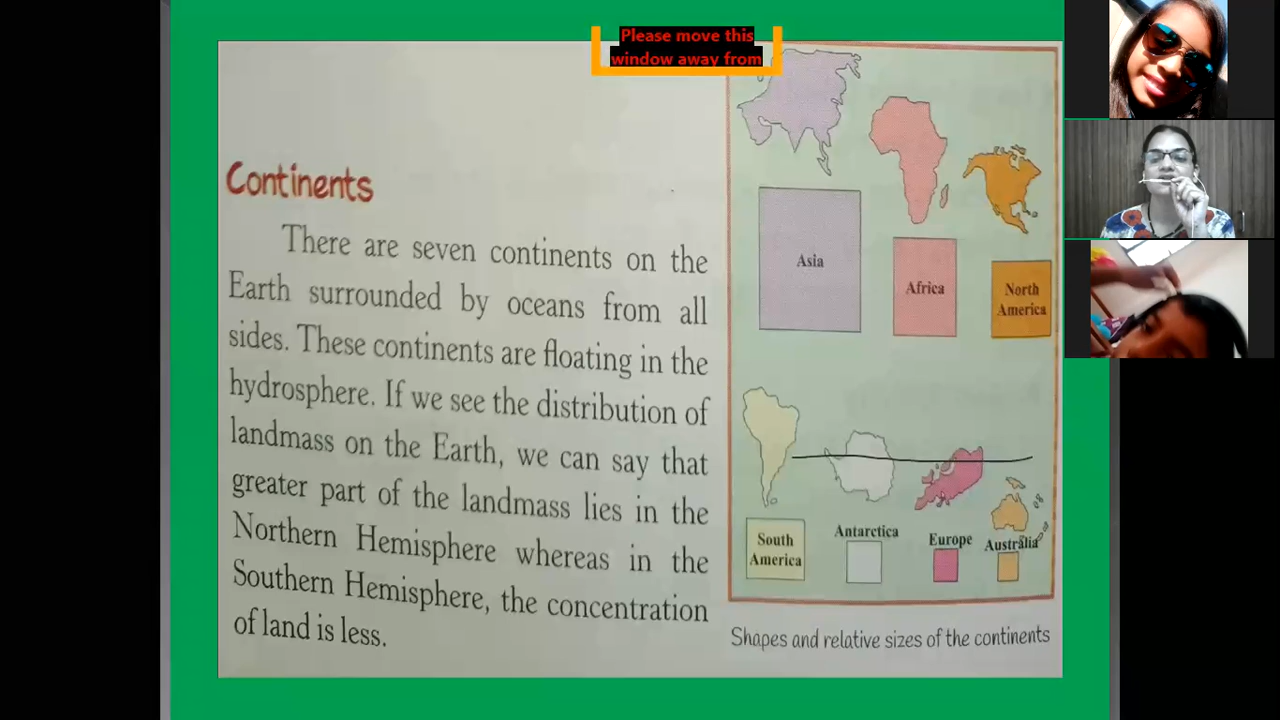 Please move this
window away from
Continents
There are seven continents on the
Earth surrounded by oceans from all
sides. These continents are floating in the
hydrosphere. If we see the distribution of
landmass on the Earth, we can say that
greater part of the landmass lies in the
Northern Hemisphere whereas in the
Southern Hemisphere, the concentration
of land is less.
Asia
Africa
North
America
South
America
Antarctica
Europe
Australia
Shapes and relative sizes of the continents